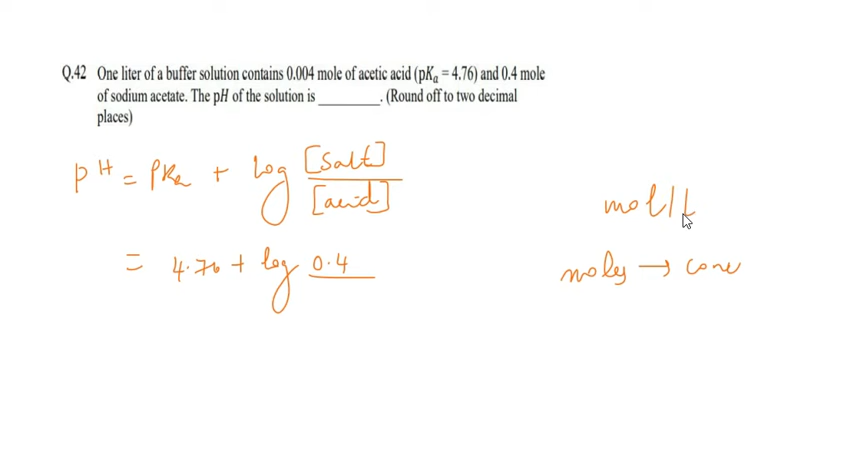 Q.42 One liter of a buffer solution contains 0.004 mole of acetic acid (pKa = 4.76) and 0.4 mole
of sodium acetate. The pH of the solution is ________. (Round off to two decimal
places)
pH = pKa + log [salt]
[acid]
mol/L
= 4.76 + log 0.4
moles → conc